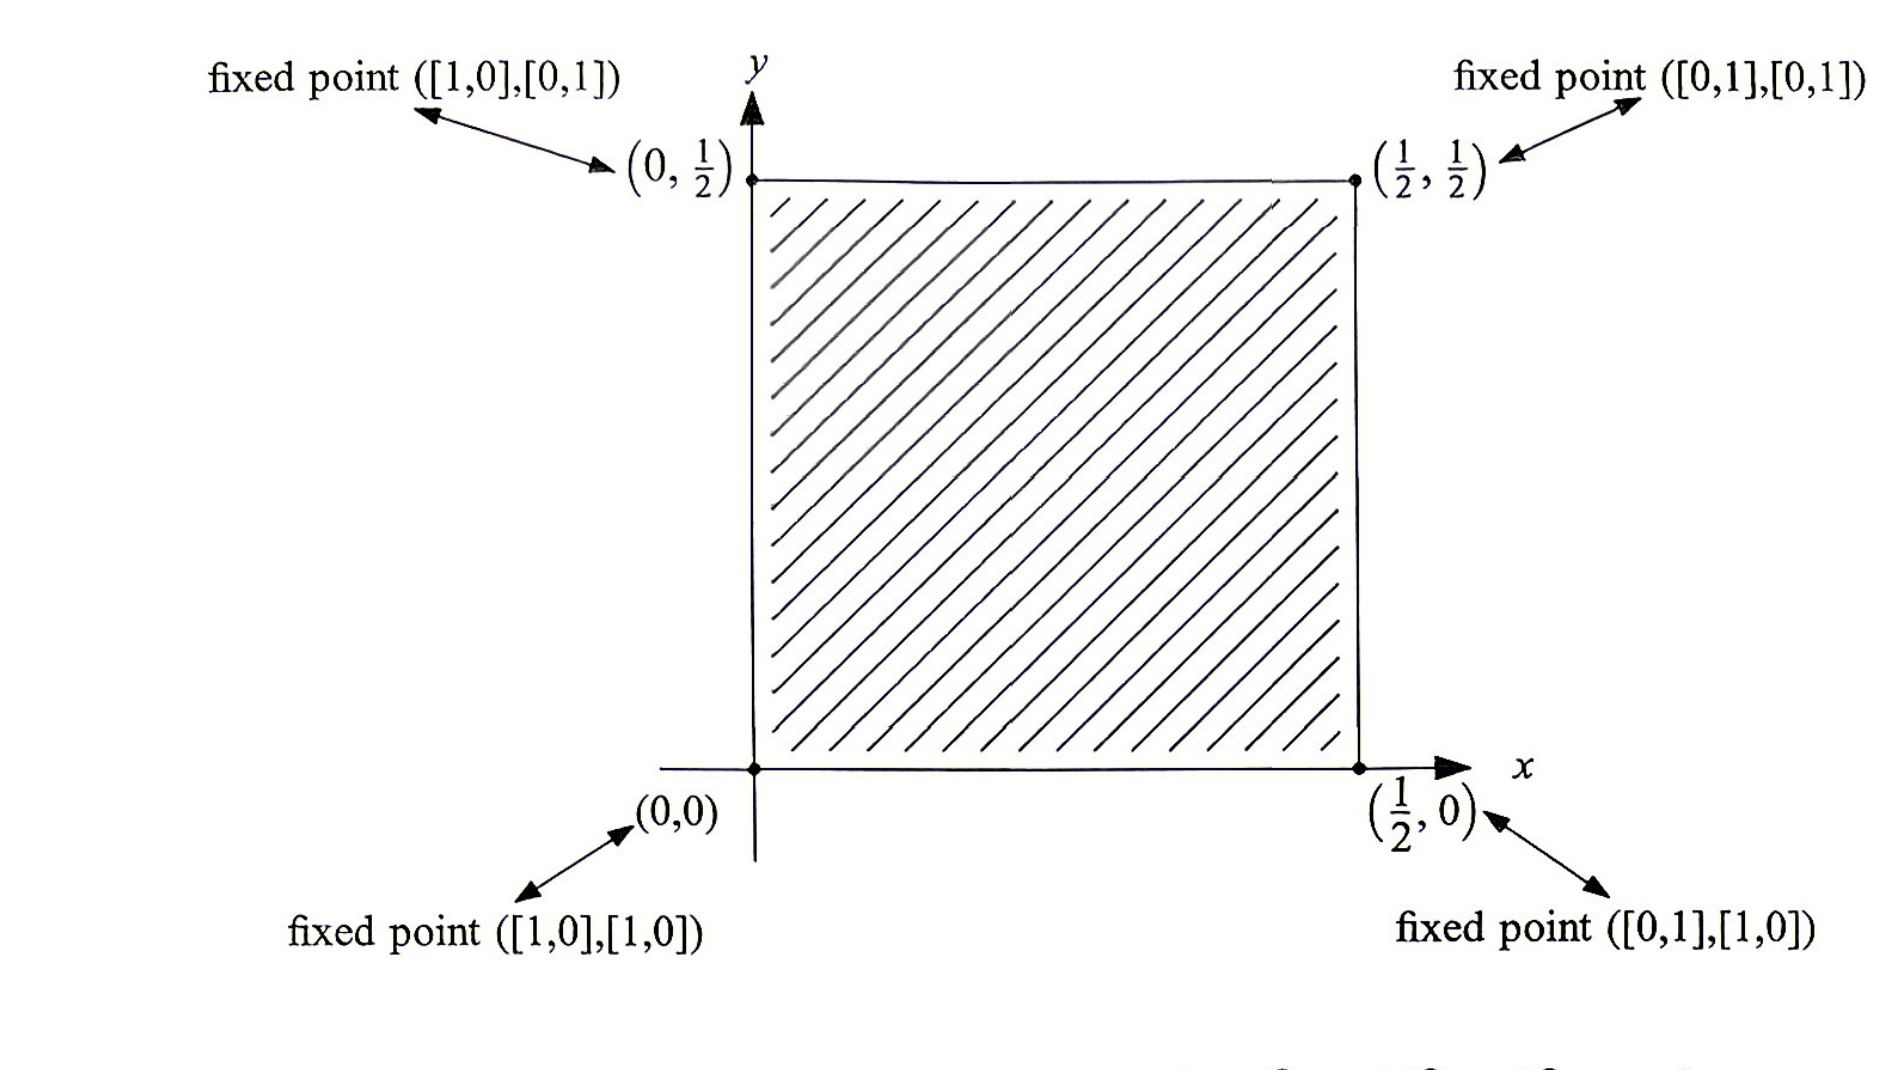 fixed point ([1,0],[0,1])
y
fixed point ([0,1],[0,1])
(0, 1/2)
(1/2, 1/2)
x
(0,0)
(1/2, 0)
fixed point ([1,0],[1,0])
fixed point ([0,1],[1,0])